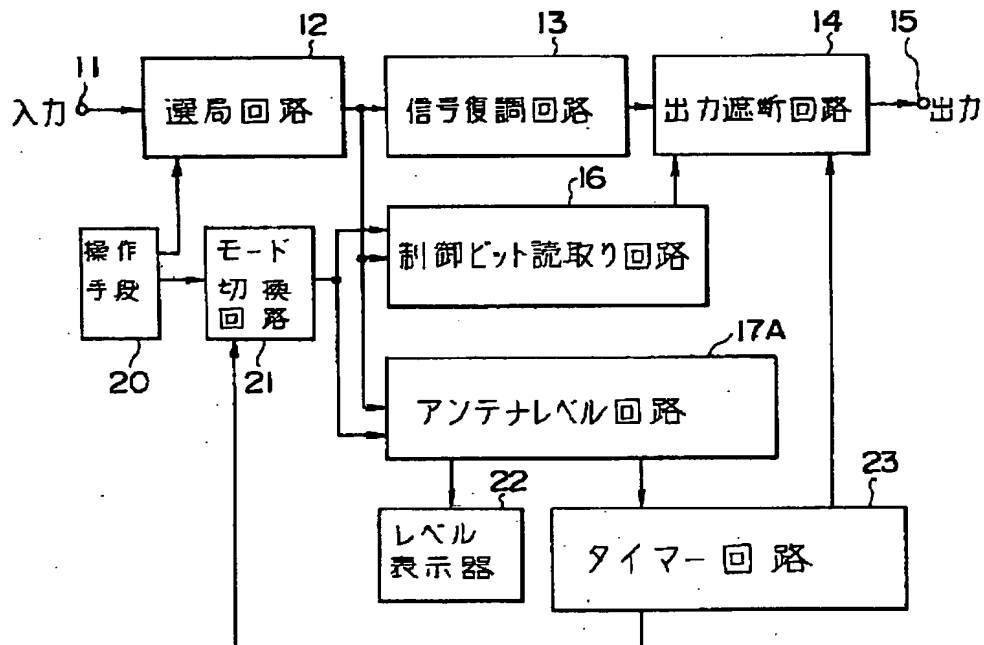 12
13
14
15
11
入力
選局回路
信号復調回路
出力遮断回路
出力
16
操作
手段
モード
切換
回路
制御ビット読取り回路
20
21
17A
アンテナレベル回路
22
23
レベル
表示器
タイマー回路